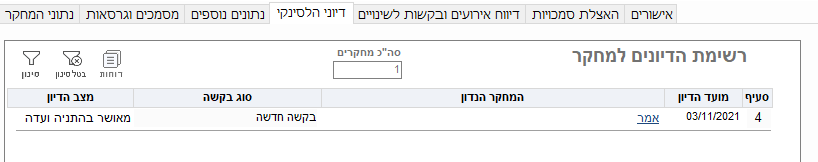 אישורים האצלת סמכויות דיווח אירועים ובקשות לשינויים דיוני הלסינקי נתונים נוספים מסמכים וגרסאות נתוני המחקר
רשימת הדיונים למחקר
סה"כ מחקרים
1
דוחות בטל סינון סינון
סעיף מועד הדיון המחקר הנדון סוג בקשה מצב הדיון
4 03/11/2021 אמר בקשה חדשה מאושר בהתניה ועדה